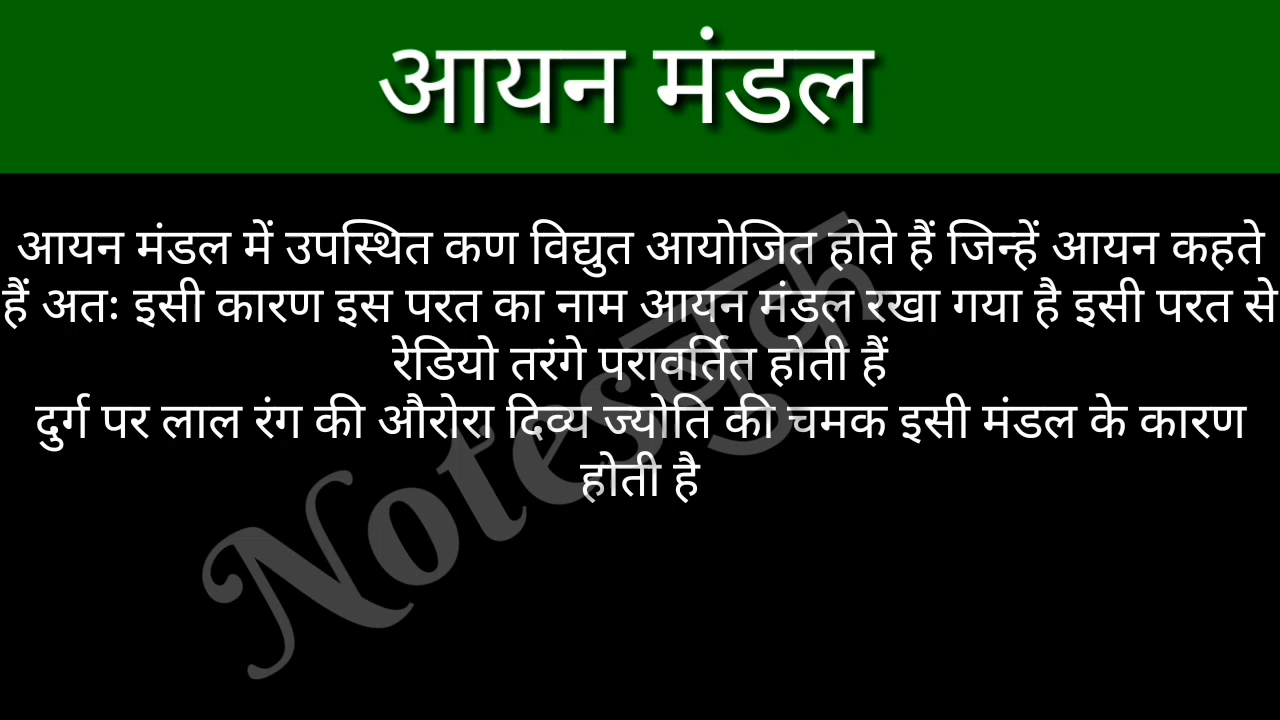 आयन मंडल
आयन मंडल में उपस्थित कण विद्युत आयोजित होते हैं जिन्हें आयन कहते
हैं अतः इसी कारण इस परत का नाम आयन मंडल रखा गया है इसी परत से
रेडियो तरंगे परावर्तित होती हैं
दुर्ग पर लाल रंग की औरोरा दिव्य ज्योति की चमक इसी मंडल के कारण
होती है
Notesबुक